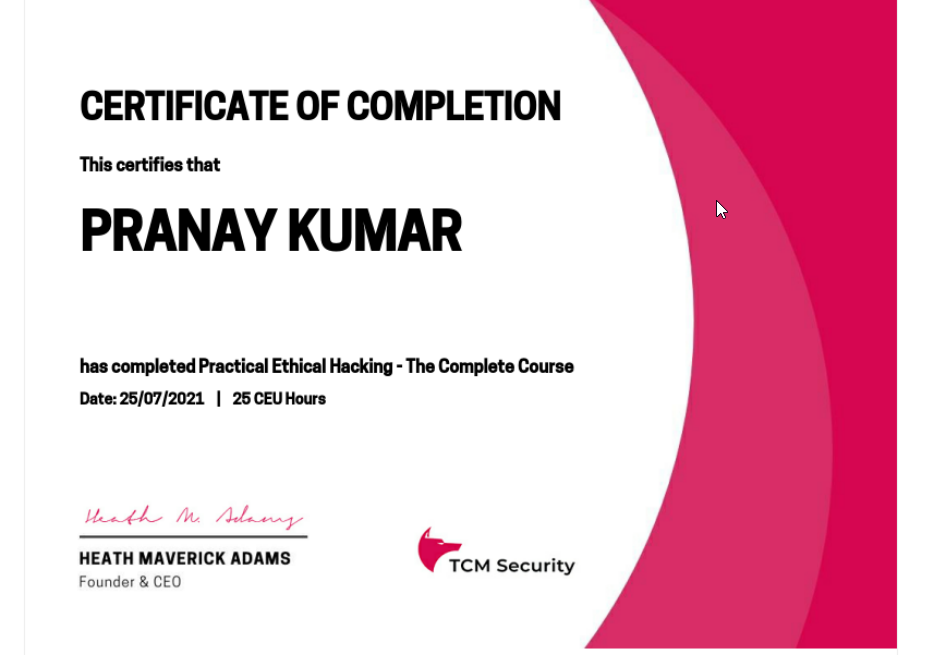 CERTIFICATE OF COMPLETION
This certifies that
PRANAY KUMAR
has completed Practical Ethical Hacking - The Complete Course
Date: 25/07/2021 | 25 CEU Hours
Heath M. Adams
HEATH MAVERICK ADAMS
Founder & CEO
TCM Security